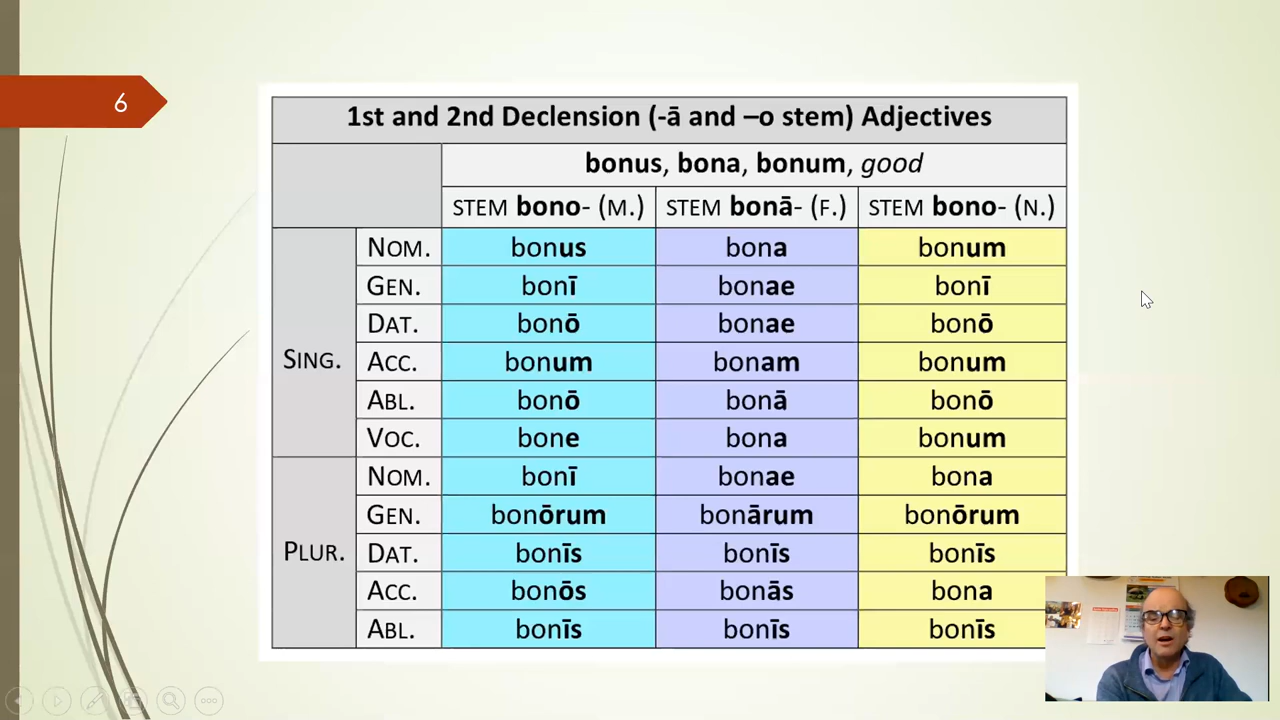 6
1st and 2nd Declension (-ā and –o stem) Adjectives
bonus, bona, bonum, good
STEM bono- (M.) STEM bonā- (F.) STEM bono- (N.)
SING.
NOM. bonus bona bonum
GEN. bonī bonae bonī
DAT. bonō bonae bonō
ACC. bonum bonam bonum
ABL. bonō bonā bonō
VOC. bone bona bonum
PLUR.
NOM. bonī bonae bona
GEN. bonōrum bonārum bonōrum
DAT. bonīs bonīs bonīs
ACC. bonōs bonās bona
ABL. bonīs bonīs bonīs